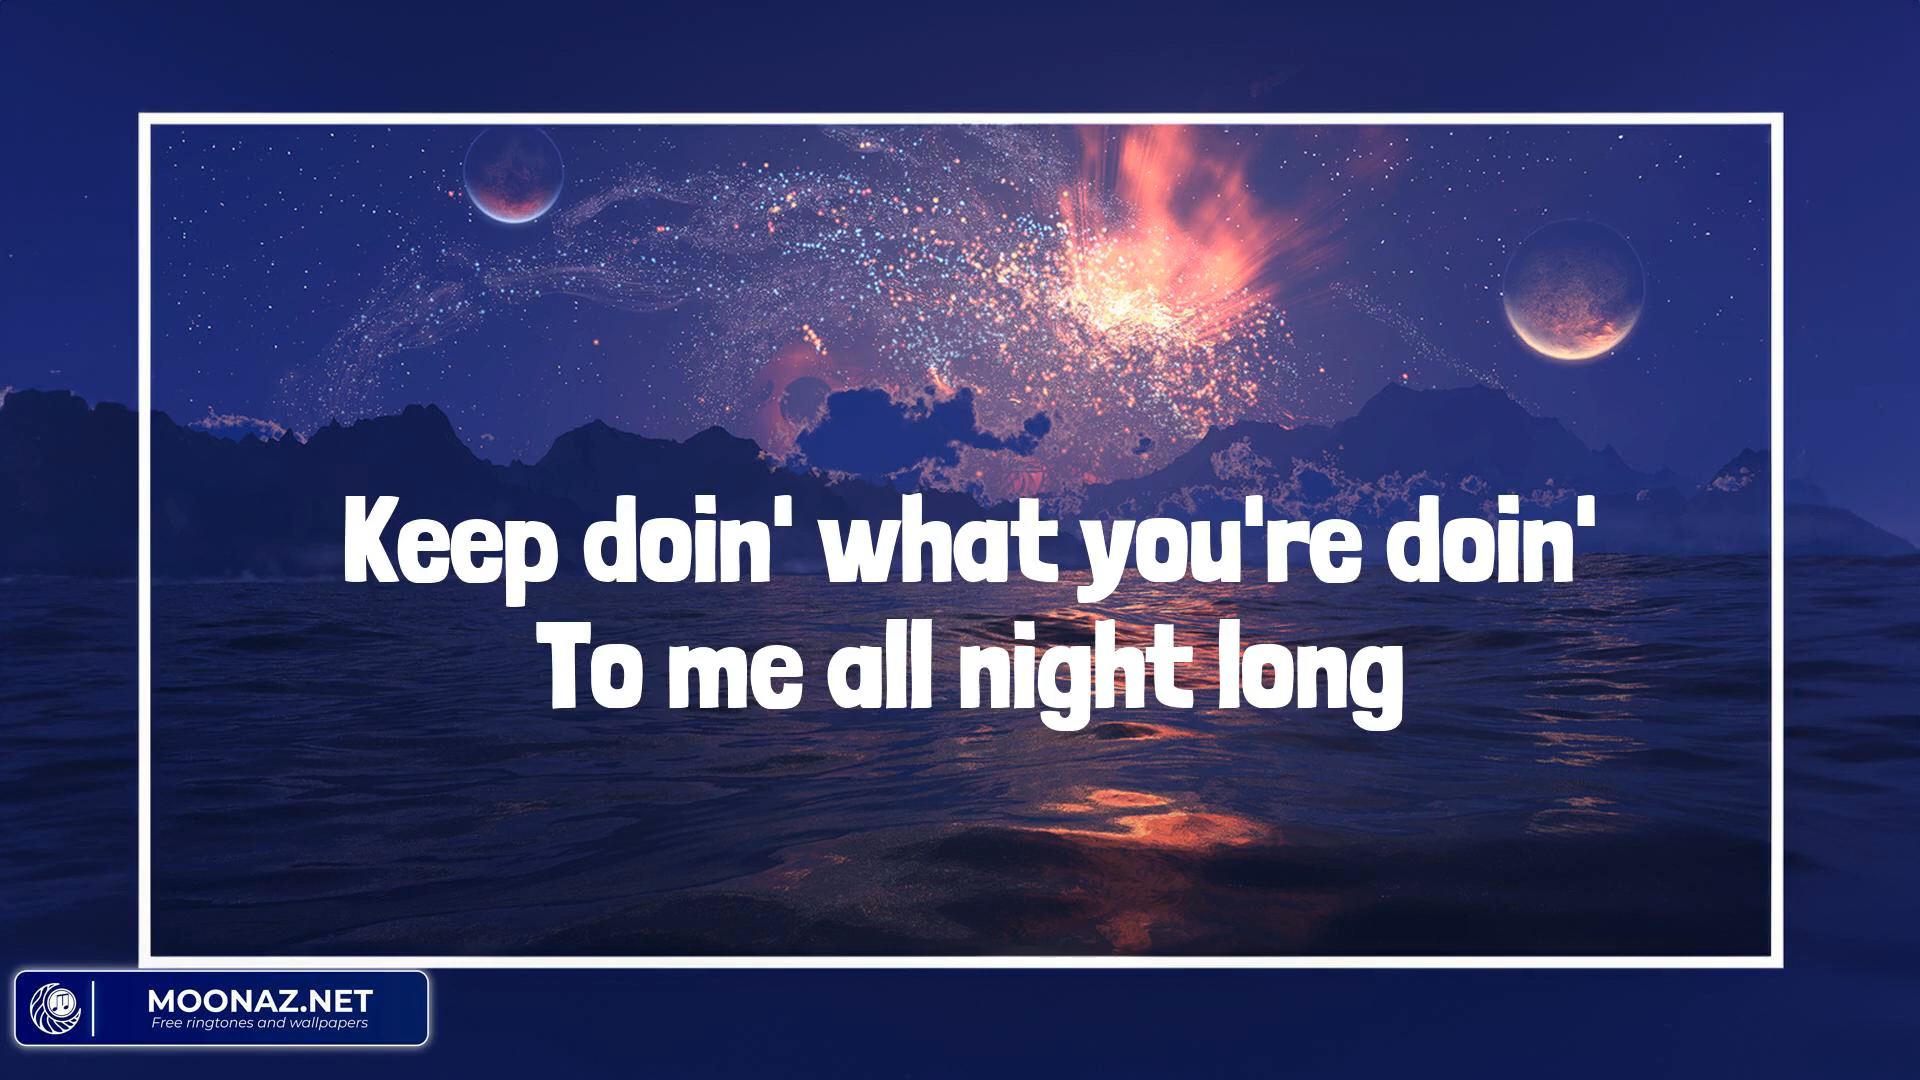 Keep doin' what you're doin'
To me all night long
MOONAZ.NET
Free ringtones and wallpapers